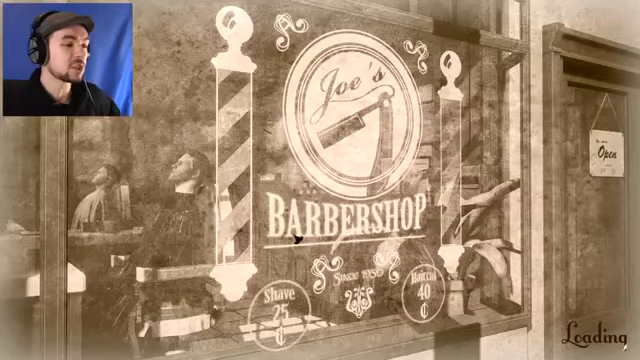 Joe's
BARBERSHOP
Since 1950
Shave
25
¢
Haircut
40
¢
Open
Loading